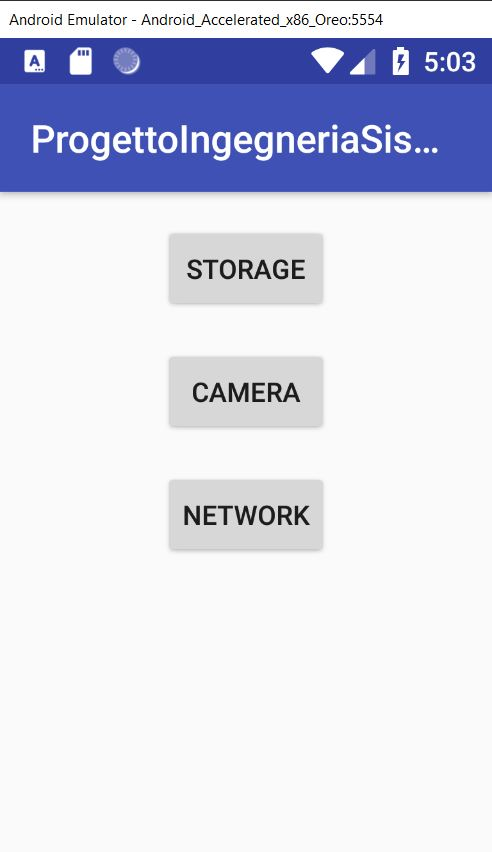 Android Emulator - Android_Accelerated_x86_Oreo:5554
A 5:03
ProgettoIngegneriaSis...
STORAGE
CAMERA
NETWORK